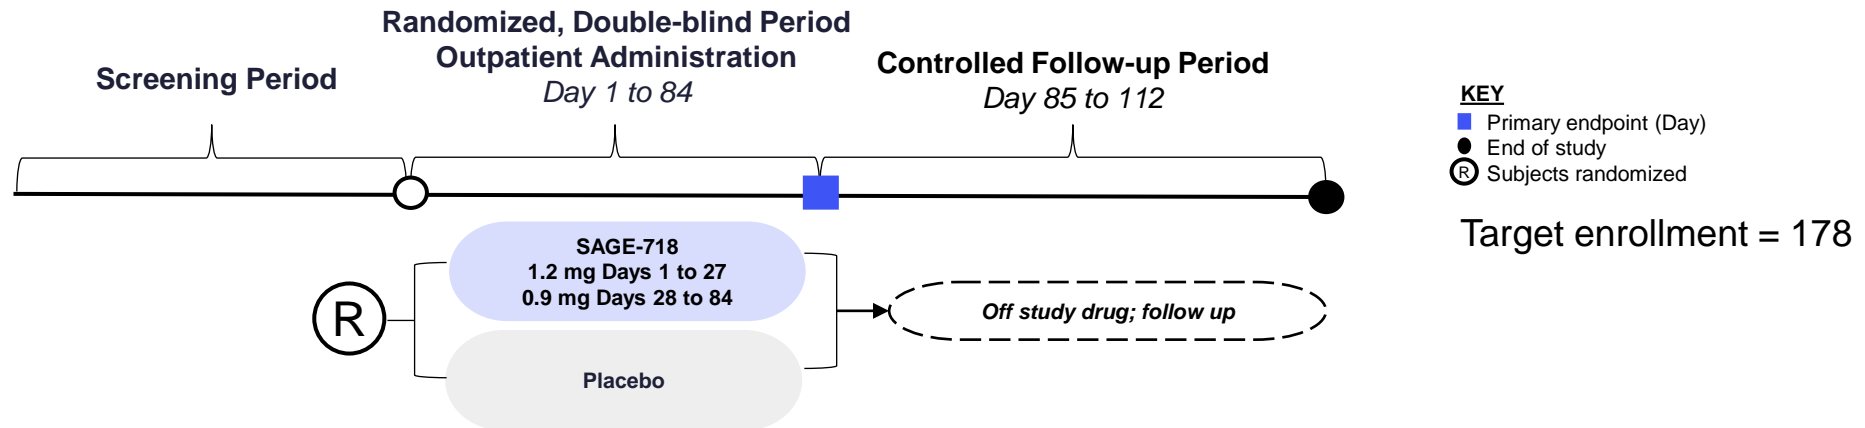 Screening Period
Randomized, Double-blind Period
Outpatient Administration
Day 1 to 84
Controlled Follow-up Period
Day 85 to 112
KEY
Primary endpoint (Day)
End of study
R Subjects randomized
Target enrollment = 178
R
SAGE-718
1.2 mg Days 1 to 27
0.9 mg Days 28 to 84
Placebo
Off study drug; follow up